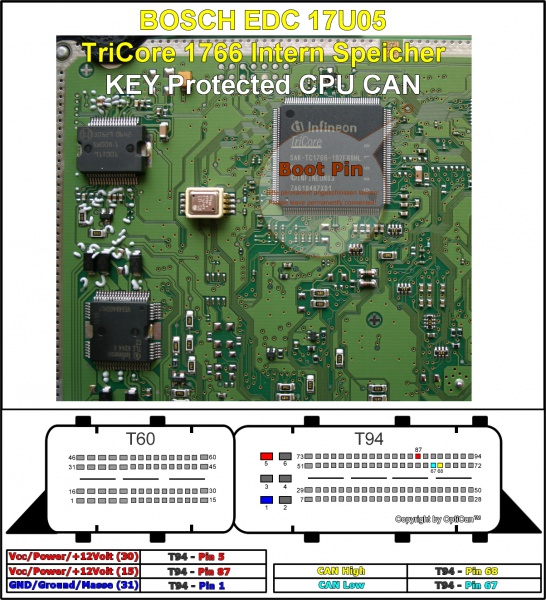 BOSCH EDC 17U05
TriCore 1766 Intern Speicher
KEY Protected CPU CAN
Infineon
TriCore
Boot Pin
T60
T94
46 60
31 45
16 30
1 15
5 6
3 4
1 2
87
73 94
51 72
67 68
29 50
7 28
Copyright by OptiCan™
Vcc/Power/+12Volt (30) T94 - Pin 5
Vcc/Power/+12Volt (15) T94 - Pin 87
GND/Ground/Masse (31) T94 - Pin 1
CAN High T94 - Pin 68
CAN Low T94 - Pin 67